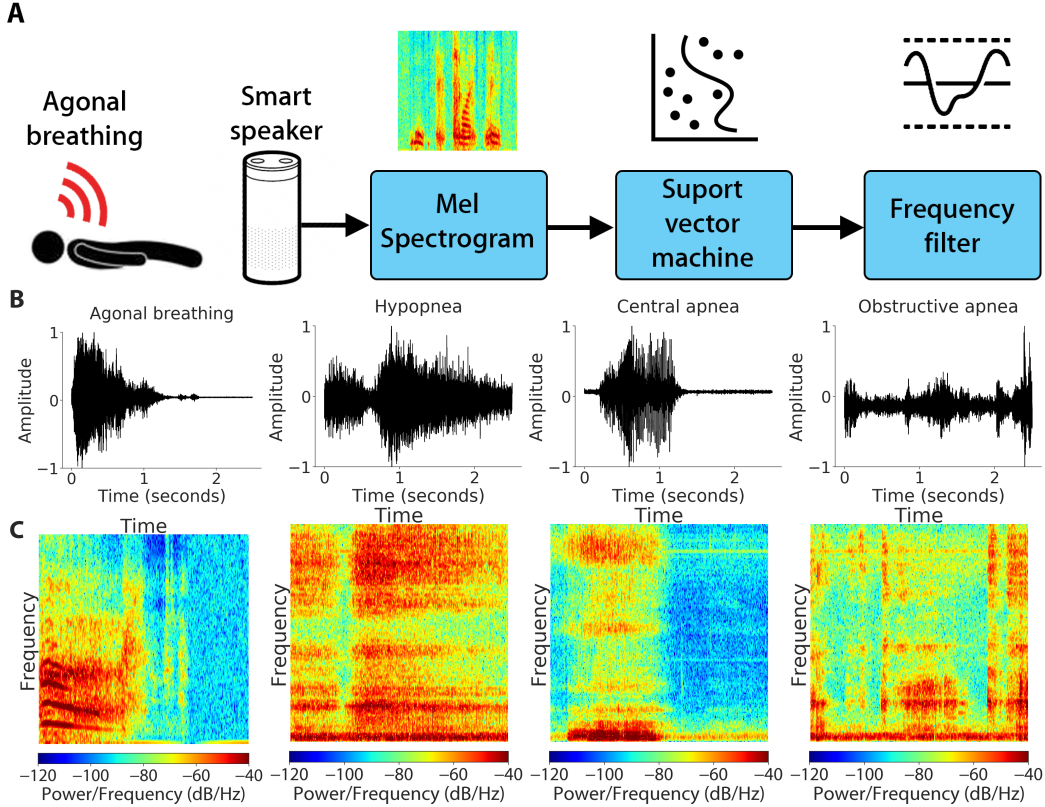 A
Agonal
breathing
Smart
speaker
Mel
Spectrogram
Suport
vector
machine
Frequency
filter
B
Agonal breathing
Hypopnea
Central apnea
Obstructive apnea
1
0
−1
Amplitude
0
1
2
Time (seconds)
1
0
−1
Amplitude
0
1
2
Time (seconds)
1
0
−1
Amplitude
0
1
2
Time (seconds)
1
0
−1
Amplitude
0
1
2
Time (seconds)
C
Time
Frequency
−120 −100 −80 −60 −40
Power/Frequency (dB/Hz)
Time
Frequency
−120 −100 −80 −60 −40
Power/Frequency (dB/Hz)
Time
Frequency
−120 −100 −80 −60 −40
Power/Frequency (dB/Hz)
Time
Frequency
−120 −100 −80 −60 −40
Power/Frequency (dB/Hz)